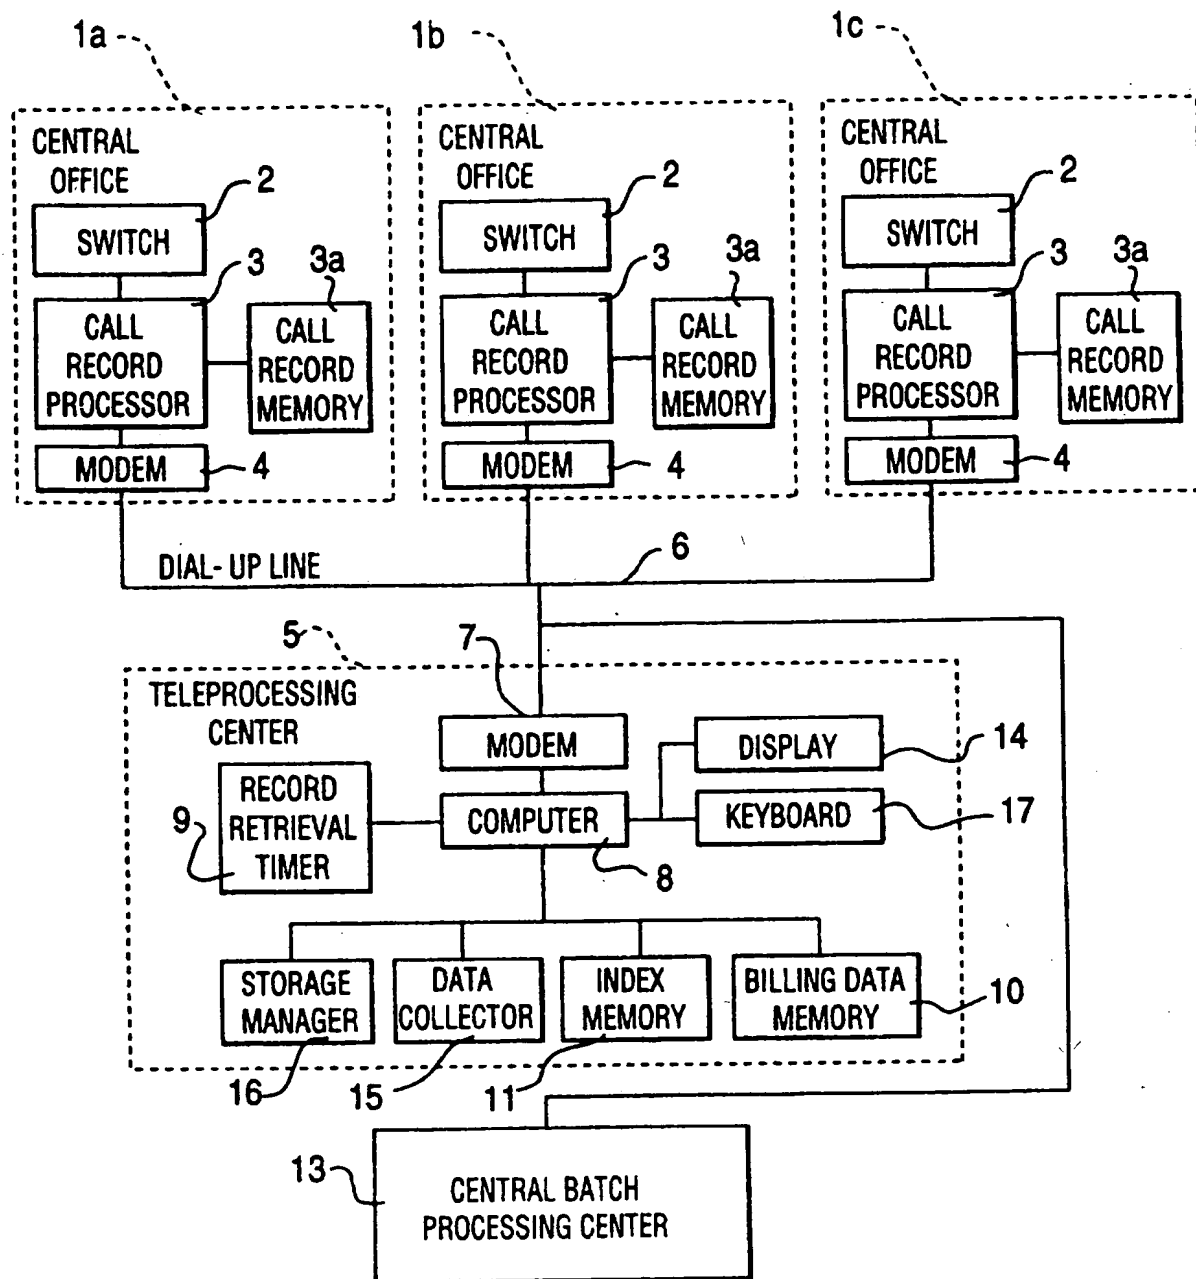 1a
1b
1c
CENTRAL
OFFICE
2
SWITCH
3
3a
CALL
RECORD
PROCESSOR
CALL
RECORD
MEMORY
MODEM
4
CENTRAL
OFFICE
2
SWITCH
3
3a
CALL
RECORD
PROCESSOR
CALL
RECORD
MEMORY
MODEM
4
CENTRAL
OFFICE
2
SWITCH
3
3a
CALL
RECORD
PROCESSOR
CALL
RECORD
MEMORY
MODEM
4
DIAL-UP LINE
6
5
7
TELEPROCESSING
CENTER
MODEM
DISPLAY
14
RECORD
RETRIEVAL
TIMER
9
COMPUTER
8
KEYBOARD
17
STORAGE
MANAGER
16
DATA
COLLECTOR
15
INDEX
MEMORY
11
BILLING DATA
MEMORY
10
13
CENTRAL BATCH
PROCESSING CENTER